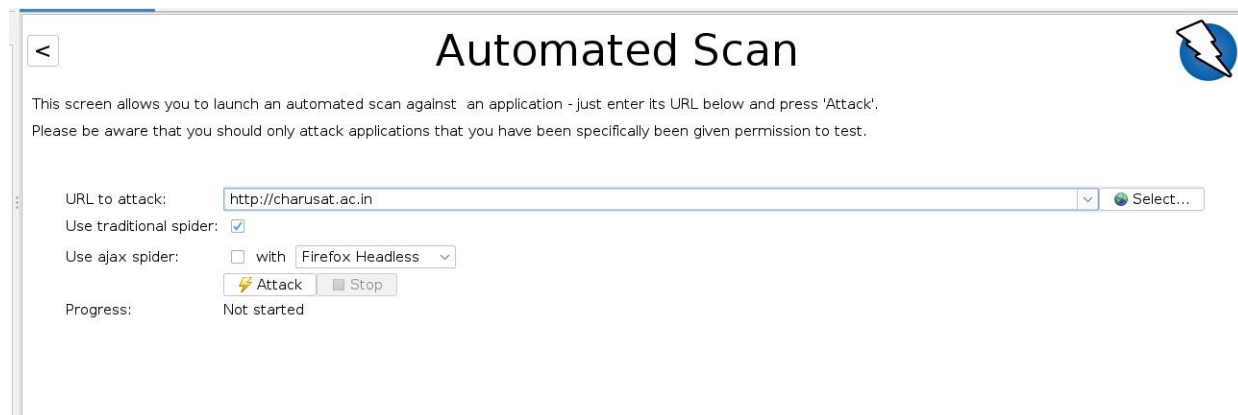 <
Automated Scan
This screen allows you to launch an automated scan against  an application - just enter its URL below and press 'Attack'.
Please be aware that you should only attack applications that you have been specifically been given permission to test.
URL to attack: http://charusat.ac.in Select...
Use traditional spider:
Use ajax spider: with Firefox Headless
Attack Stop
Progress: Not started